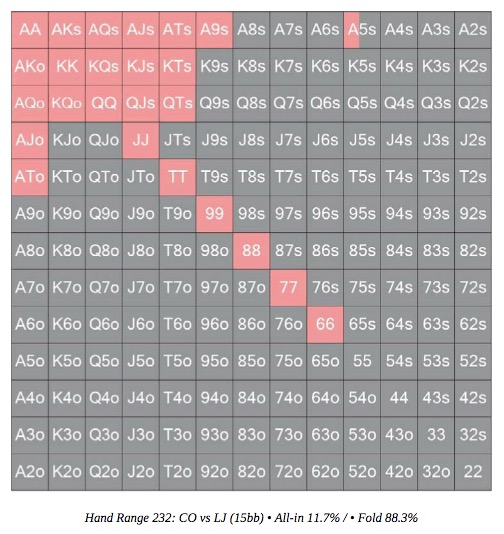 AA AKs AQs AJs ATs A9s A8s A7s A6s A5s A4s A3s A2s
AKo KK KQs KJs KTs K9s K8s K7s K6s K5s K4s K3s K2s
AQo KQo QQ QJs QTs Q9s Q8s Q7s Q6s Q5s Q4s Q3s Q2s
AJo KJo QJo JJ JTs J9s J8s J7s J6s J5s J4s J3s J2s
ATo KTo QTo JTo TT T9s T8s T7s T6s T5s T4s T3s T2s
A9o K9o Q9o J9o T9o 99 98s 97s 96s 95s 94s 93s 92s
A8o K8o Q8o J8o T8o 98o 88 87s 86s 85s 84s 83s 82s
A7o K7o Q7o J7o T7o 97o 87o 77 76s 75s 74s 73s 72s
A6o K6o Q6o J6o T6o 96o 86o 76o 66 65s 64s 63s 62s
A5o K5o Q5o J5o T5o 95o 85o 75o 65o 55 54s 53s 52s
A4o K4o Q4o J4o T4o 94o 84o 74o 64o 54o 44 43s 42s
A3o K3o Q3o J3o T3o 93o 83o 73o 63o 53o 43o 33 32s
A2o K2o Q2o J2o T2o 92o 82o 72o 62o 52o 42o 32o 22
Hand Range 232: CO vs LJ (15bb) • All-in 11.7% / • Fold 88.3%